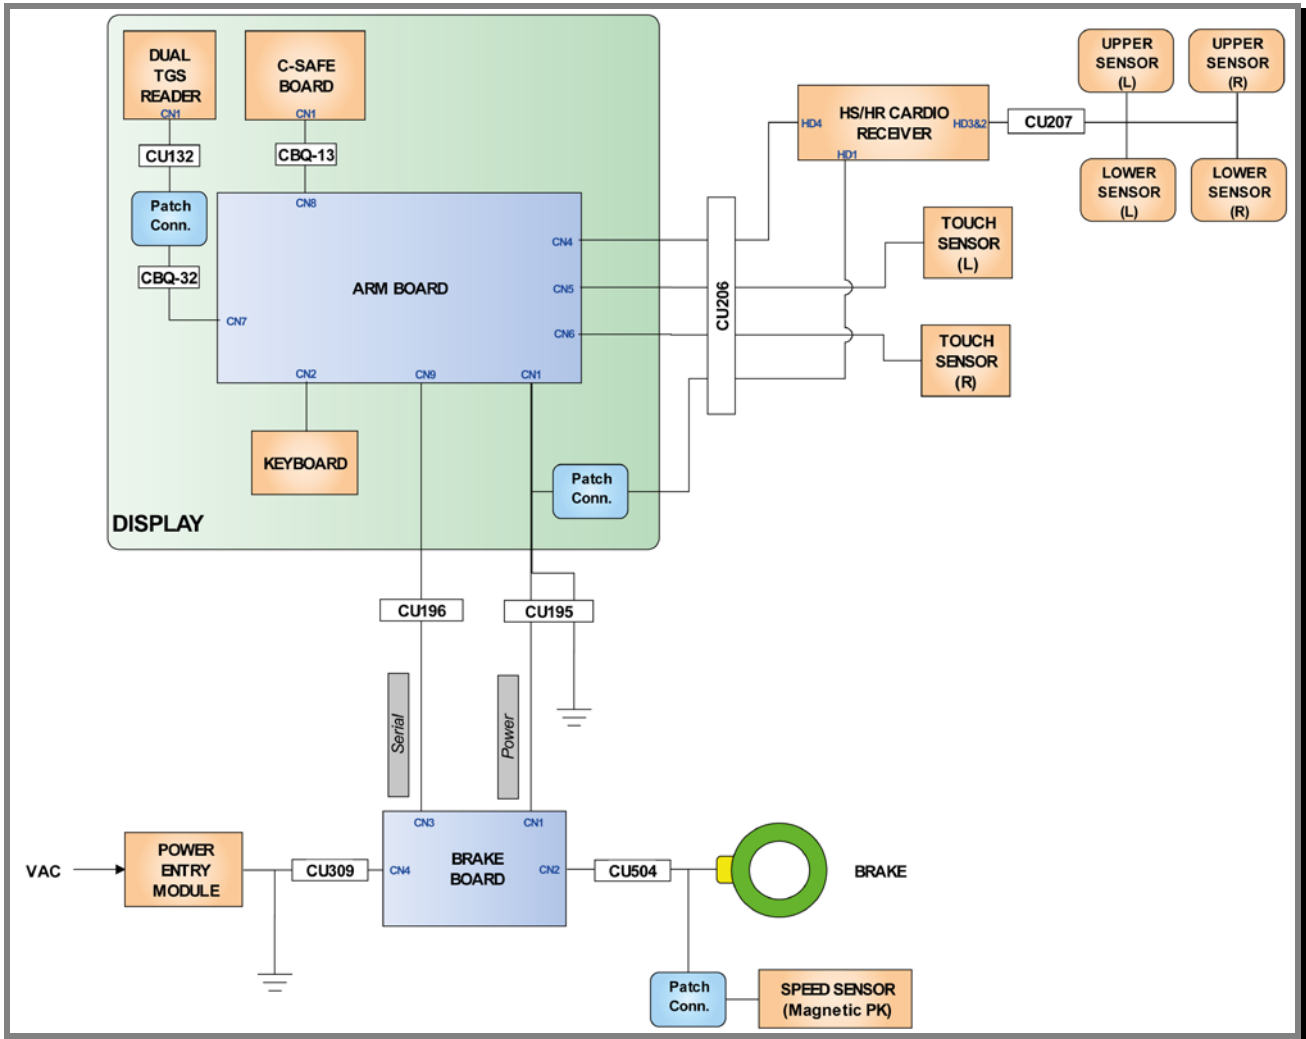 DUAL
TGS
READER
CN1
C-SAFE
BOARD
CN1
CU132
CBQ-13
Patch
Conn.
CBQ-32
CN8
CN7
ARM BOARD
CN4
CN5
CN6
CN2
CN9
CN1
KEYBOARD
Patch
Conn.
DISPLAY
CU206
HS/HR CARDIO
RECEIVER
HD4
HD3&2
HD1
CU207
UPPER
SENSOR
(L)
UPPER
SENSOR
(R)
LOWER
SENSOR
(L)
LOWER
SENSOR
(R)
TOUCH
SENSOR
(L)
TOUCH
SENSOR
(R)
CU196
CU195
Serial
Power
VAC
POWER
ENTRY
MODULE
CU309
CN3
CN1
CN4
BRAKE
BOARD
CN2
CU504
BRAKE
Patch
Conn.
SPEED SENSOR
(Magnetic PK)